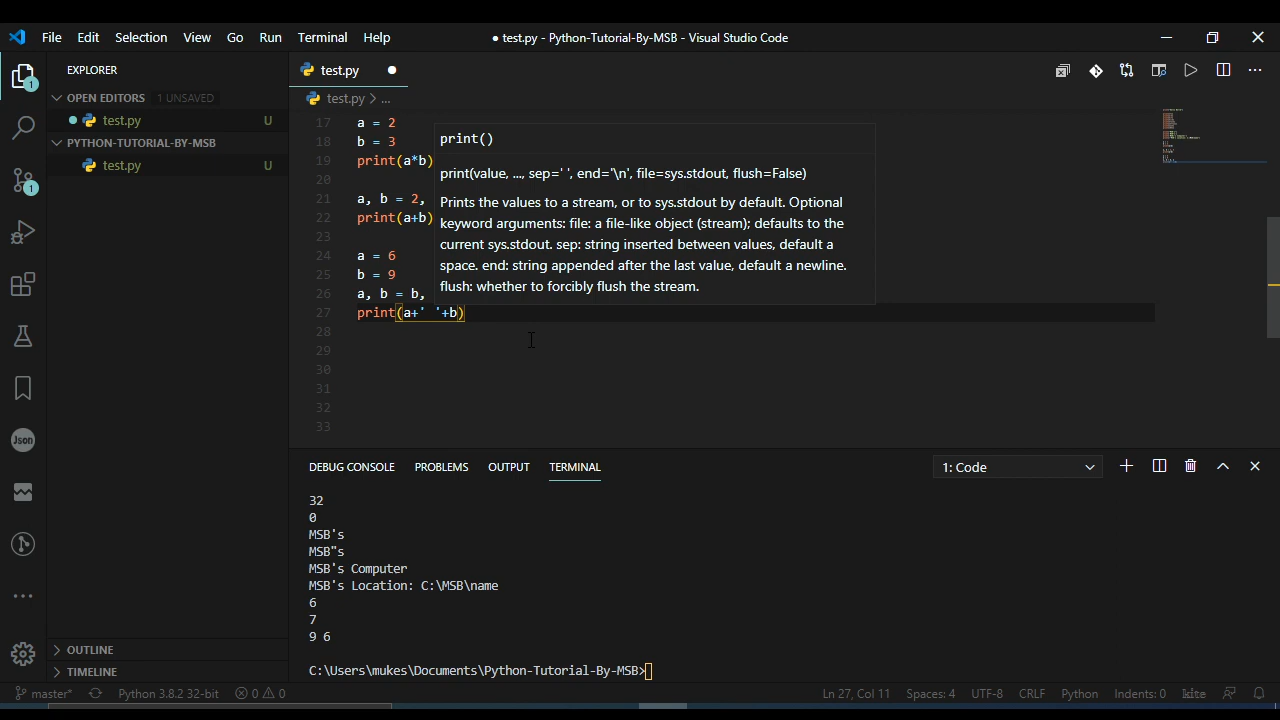 File Edit Selection View Go Run Terminal Help
● test.py - Python-Tutorial-By-MSB - Visual Studio Code
EXPLORER
OPEN EDITORS 1 UNSAVED
test.py U
PYTHON-TUTORIAL-BY-MSB
test.py U
OUTLINE
TIMELINE
1
1
Json
test.py
test.py > ...
17 a = 2
18 b = 3
19 print(a*b)
20
21 a, b = 2,
22 print(a+b)
23
24 a = 6
25 b = 9
26 a, b = b,
27 print(a+' '+b)
28
29
30
31
32
33
print()
print(value, ..., sep=' ', end='\n', file=sys.stdout, flush=False)
Prints the values to a stream, or to sys.stdout by default. Optional
keyword arguments: file: a file-like object (stream); defaults to the
current sys.stdout. sep: string inserted between values, default a
space. end: string appended after the last value, default a newline.
flush: whether to forcibly flush the stream.
DEBUG CONSOLE PROBLEMS OUTPUT TERMINAL
1: Code
32
0
MSB's
MSB"s
MSB's Computer
MSB's Location: C:\MSB\name
6
7
9 6
C:\Users\mukes\Documents\Python-Tutorial-By-MSB>
master* Python 3.8.2 32-bit 0 0 Ln 27, Col 11 Spaces: 4 UTF-8 CRLF Python Indents: 0 kite